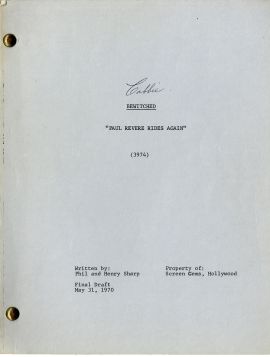 Cabbie
BEWITCHED
"PAUL REVERE RIDES AGAIN"
(3974)
Written by:
Phil and Henry Sharp
Property of:
Screen Gems, Hollywood
Final Draft
May 31, 1970